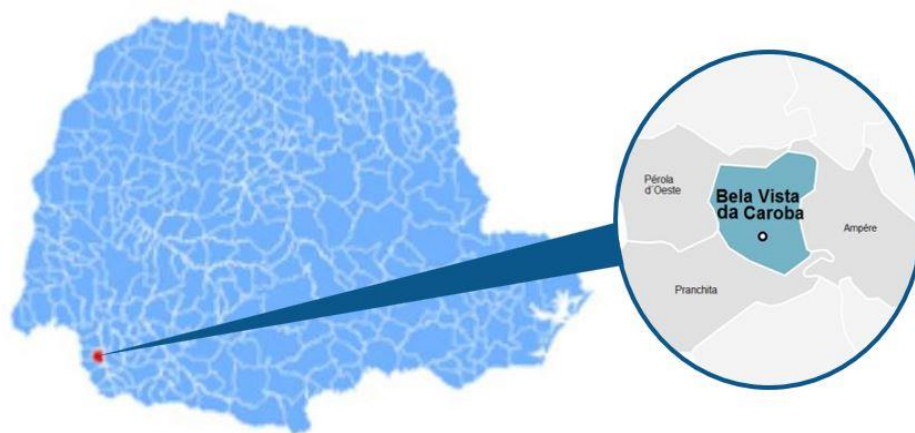 Pérola
d´Oeste
Bela Vista
da Caroba
Ampére
Pranchita